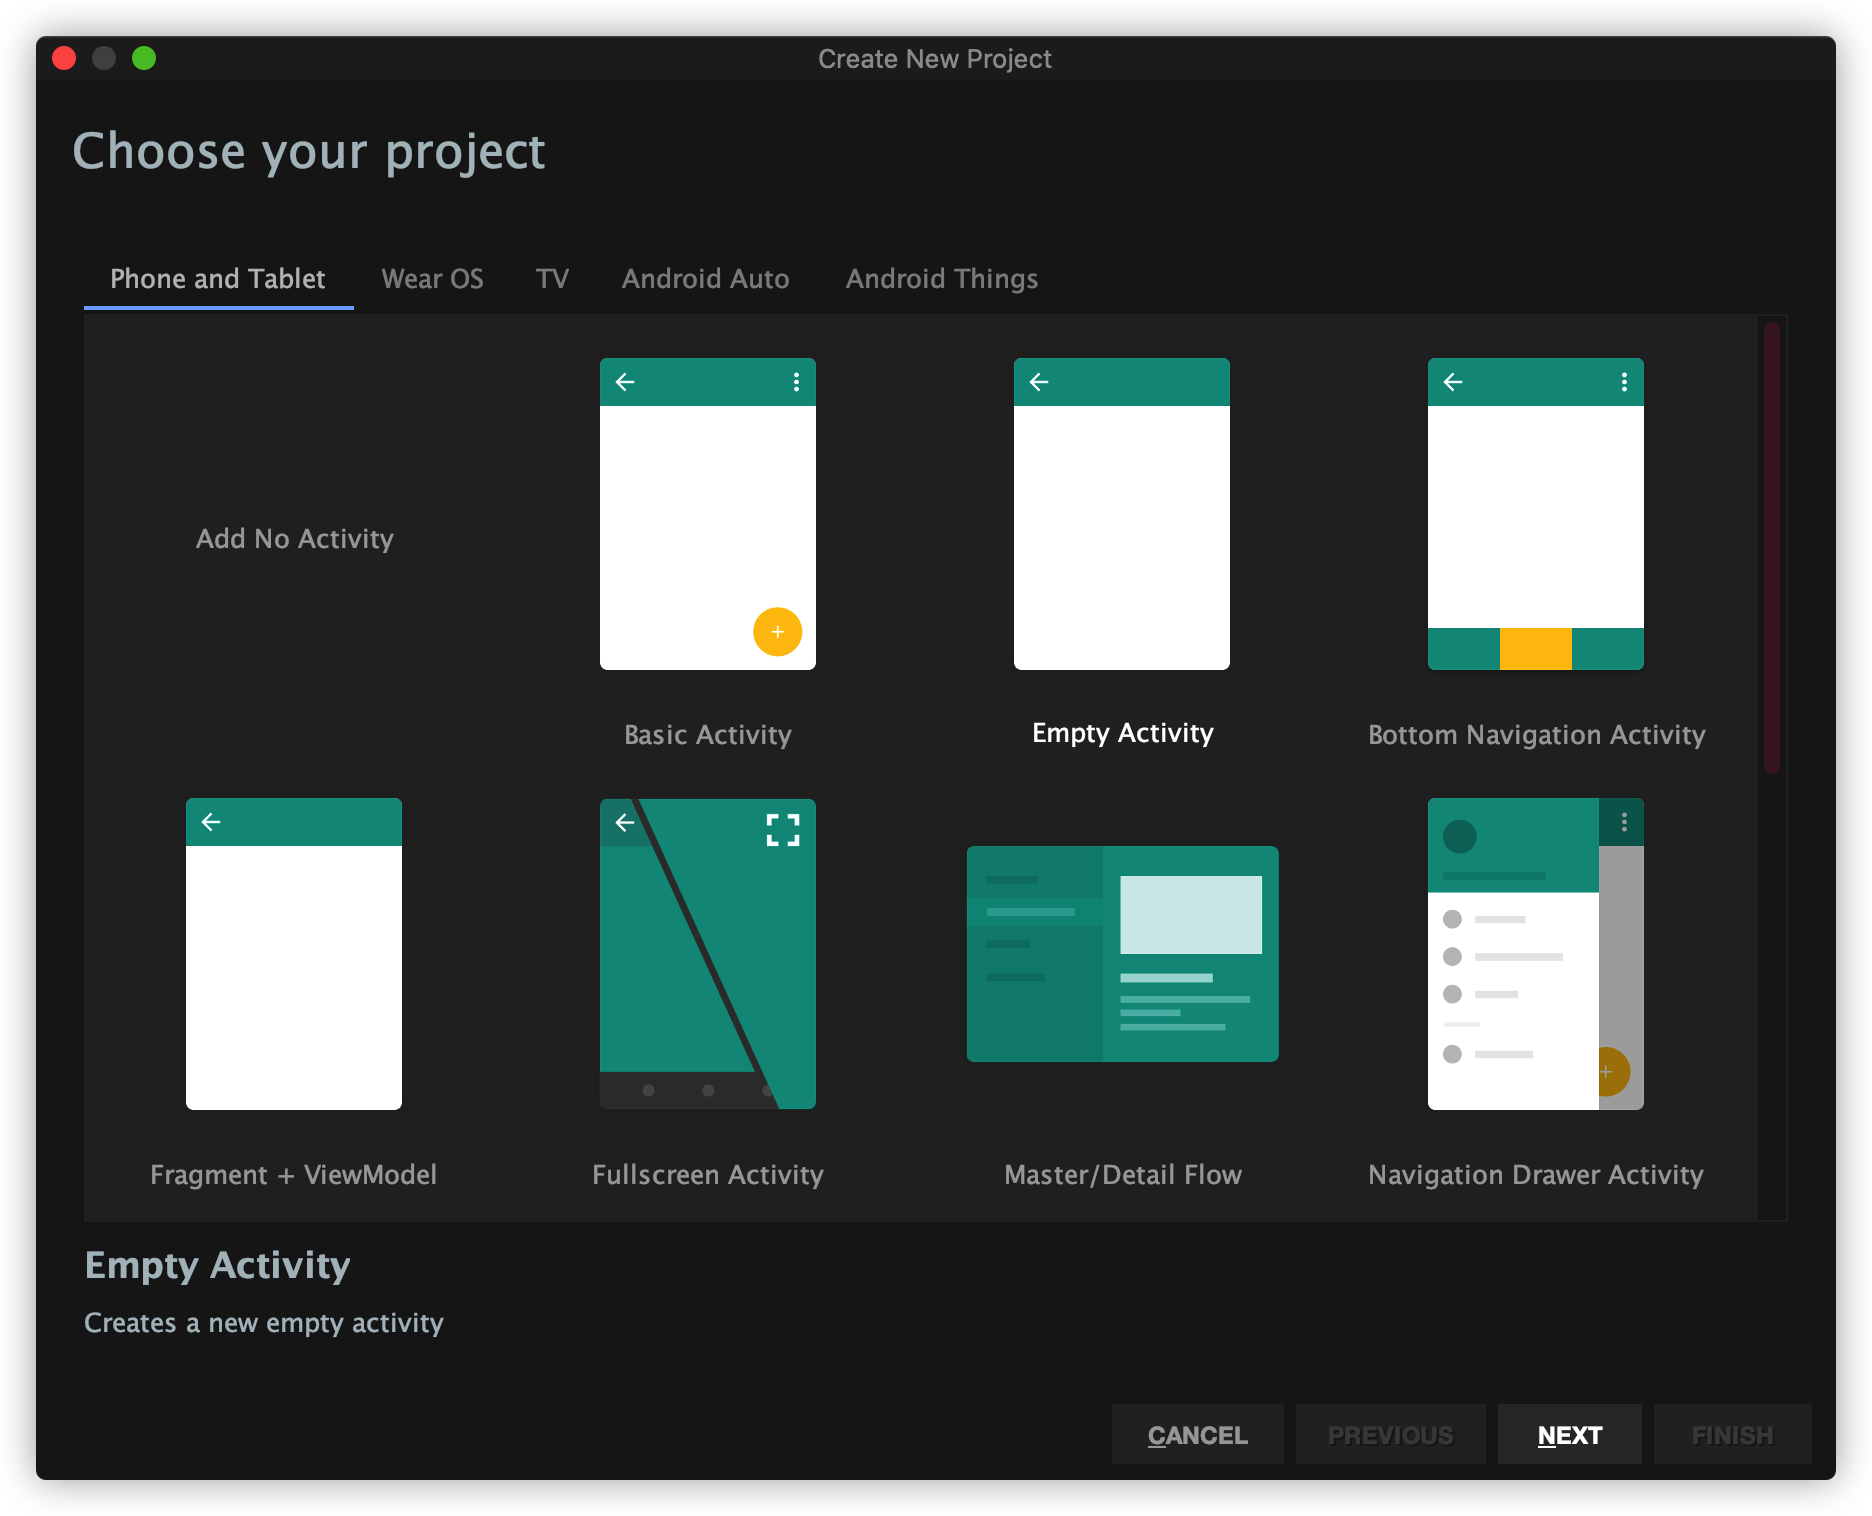 Create New Project
Choose your project
Phone and Tablet Wear OS TV Android Auto Android Things
Add No Activity
Basic Activity
Empty Activity
Bottom Navigation Activity
Fragment + ViewModel
Fullscreen Activity
Master/Detail Flow
Navigation Drawer Activity
Empty Activity
Creates a new empty activity
CANCEL PREVIOUS NEXT FINISH